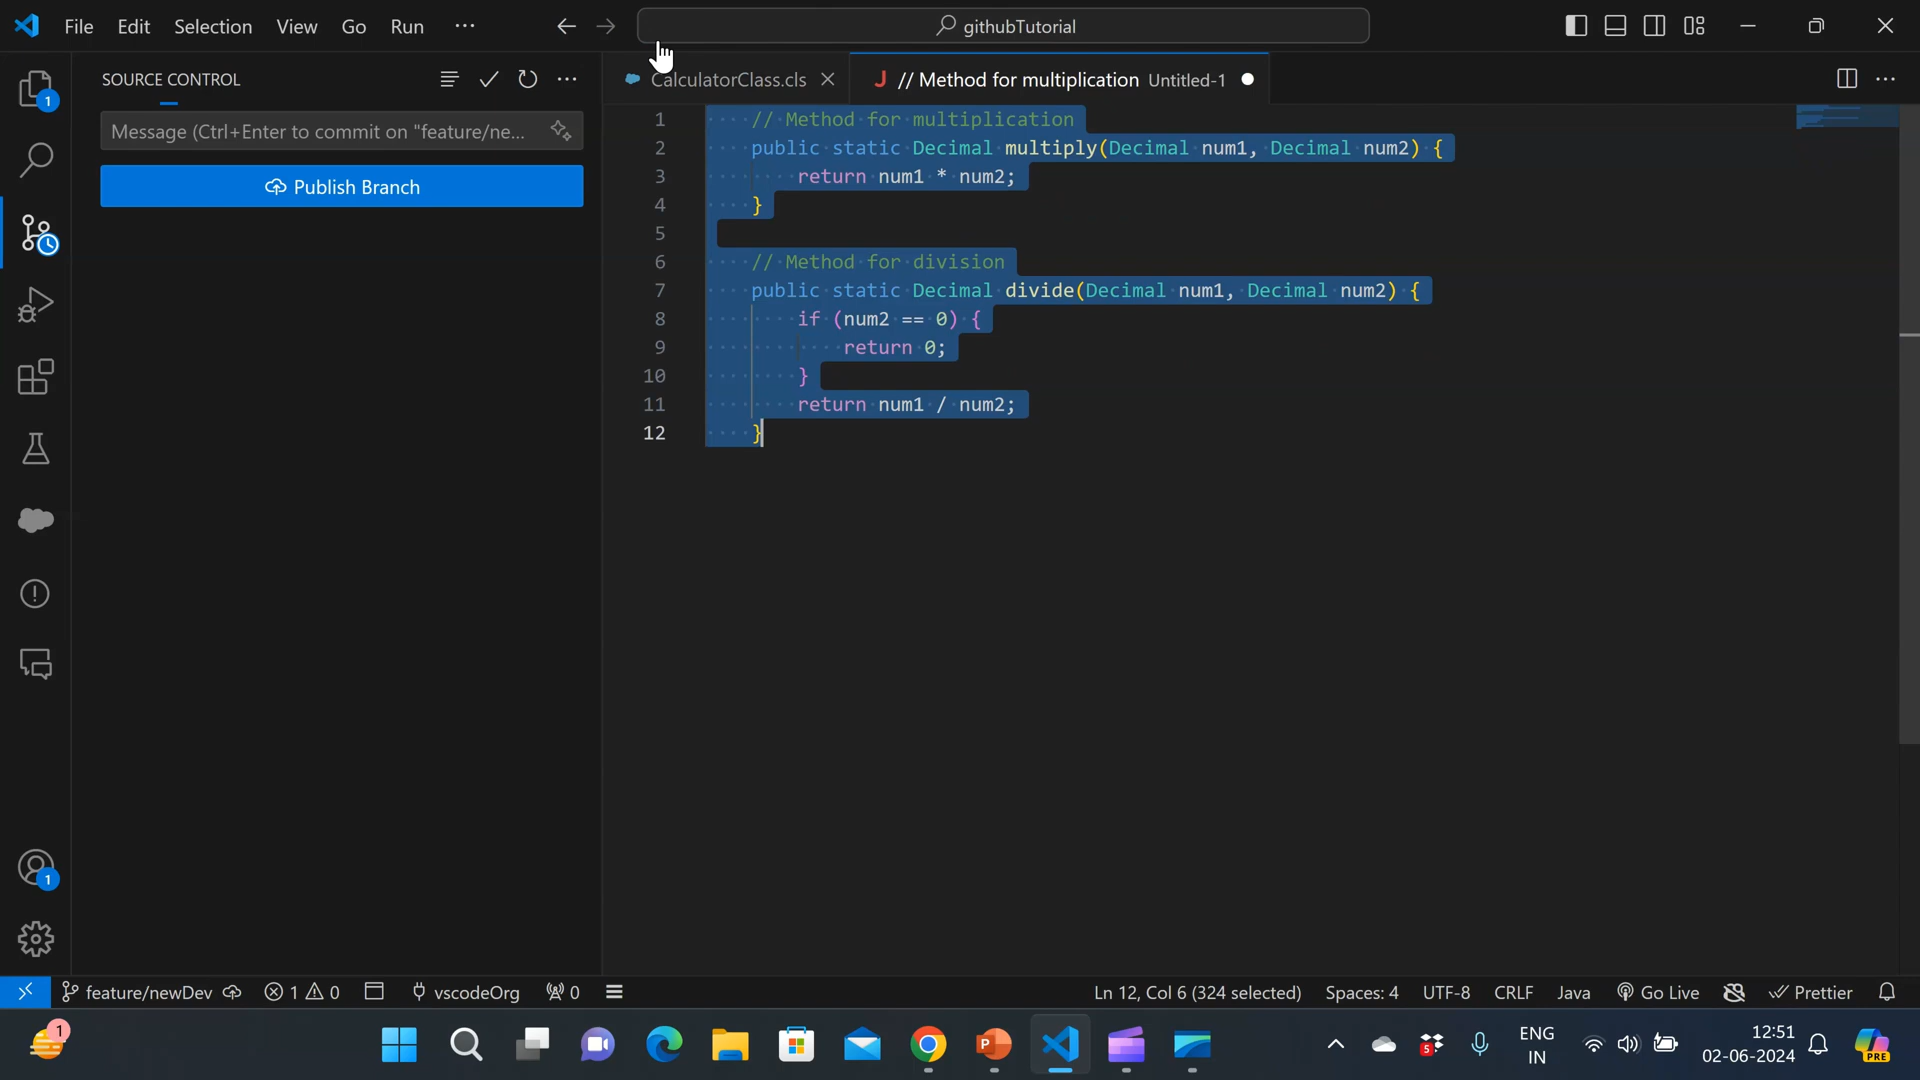 File Edit Selection View Go Run ··· githubTutorial
SOURCE CONTROL
CalculatorClass.cls // Method for multiplication Untitled-1
Message (Ctrl+Enter to commit on "feature/ne...
Publish Branch
1 // Method for multiplication
2 public static Decimal multiply(Decimal num1, Decimal num2) {
3 return num1 * num2;
4 }
5
6 // Method for division
7 public static Decimal divide(Decimal num1, Decimal num2) {
8 if (num2 == 0) {
9 return 0;
10 }
11 return num1 / num2;
12 }
1
1
feature/newDev 1 0 vscodeOrg 0 Ln 12, Col 6 (324 selected) Spaces: 4 UTF-8 CRLF Java Go Live Prettier
1
P
5
ENG
IN
12:51
02-06-2024
PRE